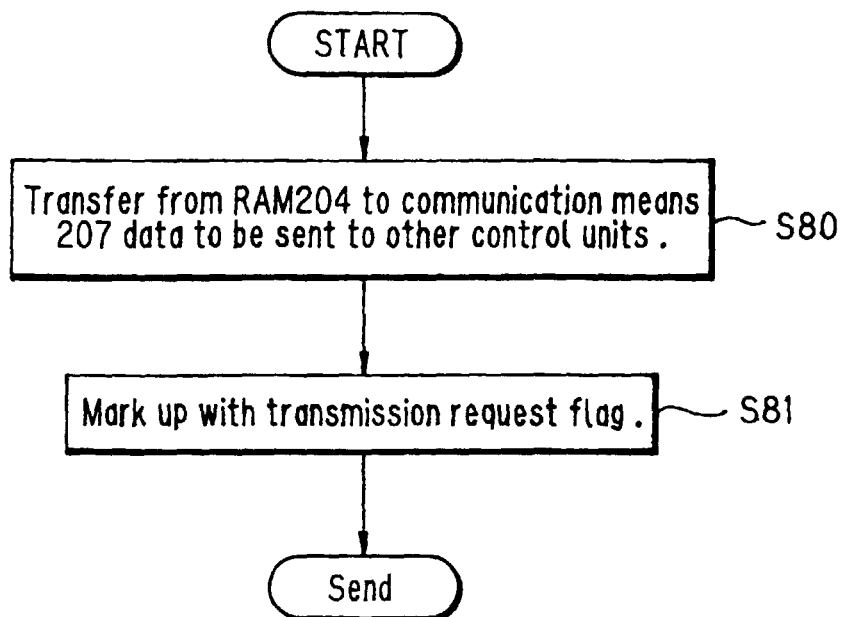 START
Transfer from RAM204 to communication means
207 data to be sent to other control units .
S80
Mark up with transmission request flag .
S81
Send